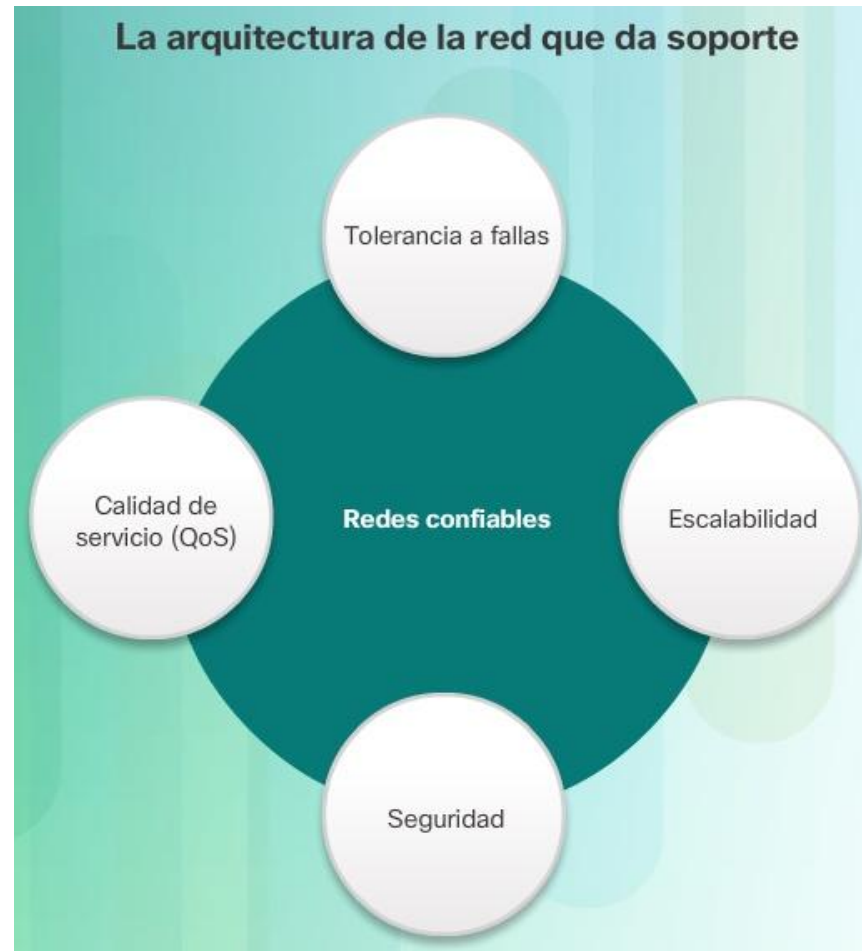 La arquitectura de la red que da soporte
Tolerancia a fallas
Calidad de
servicio (QoS)
Redes confiables
Escalabilidad
Seguridad